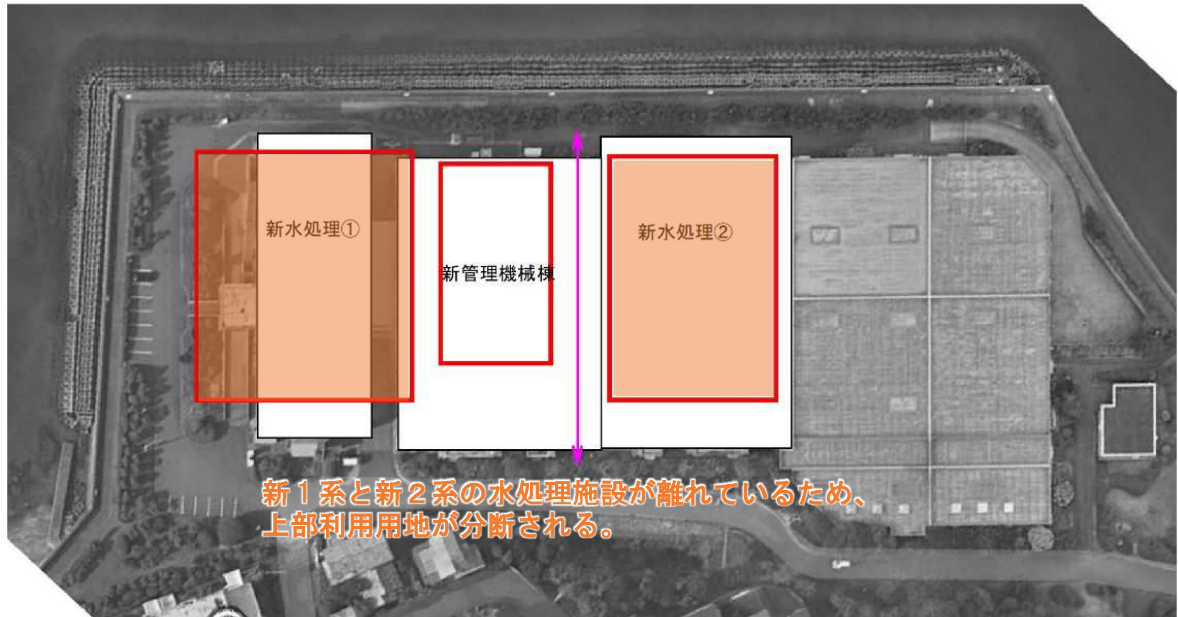 新水処理①
新水処理②
新管理機械棟
新１系と新２系の水処理施設が離れているため、
上部利用用地が分断される。